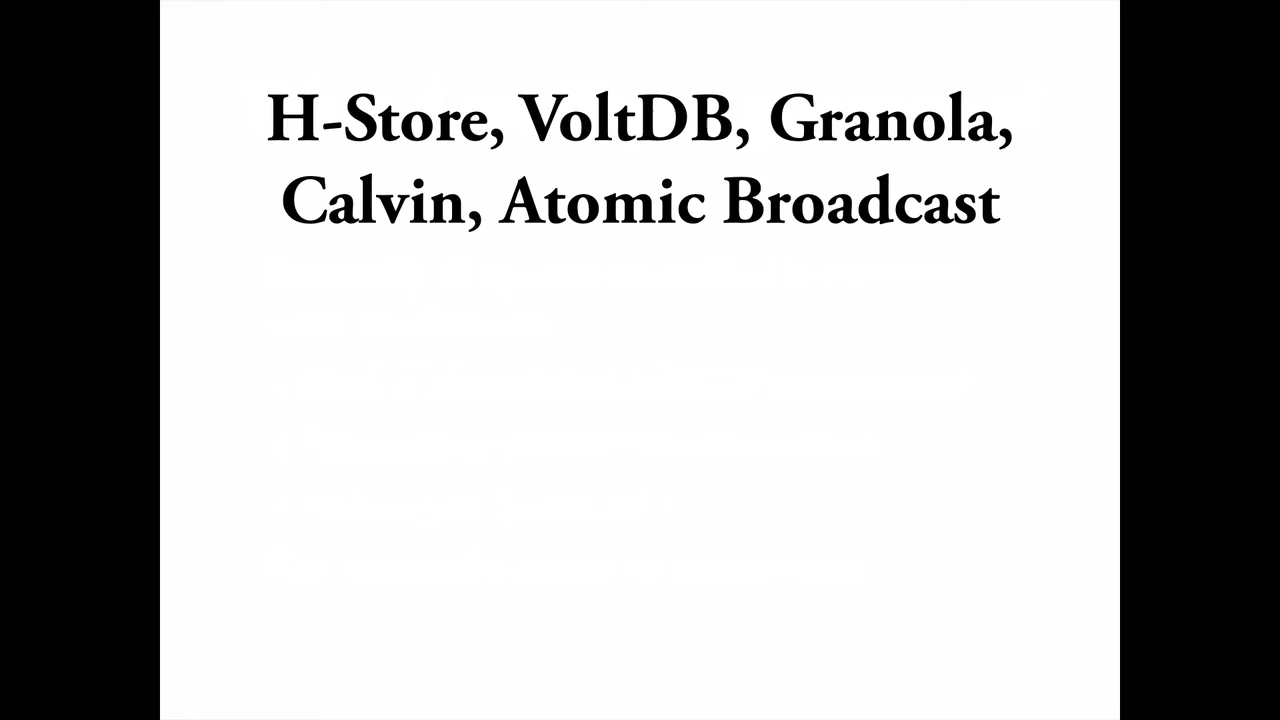 H-Store, VoltDB, Granola,
Calvin, Atomic Broadcast